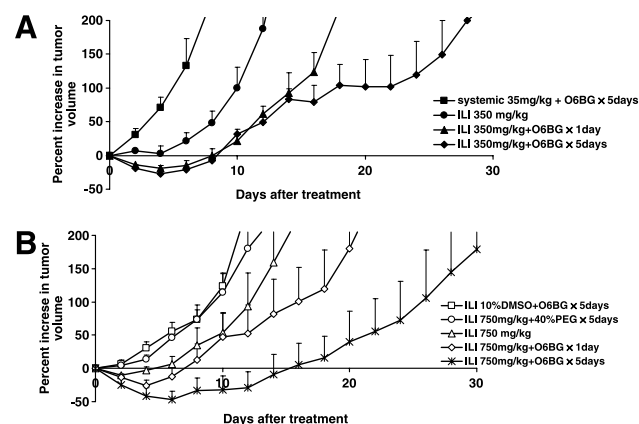 A
Percent increase in tumor
volume
200
150
100
50
0
-50
0
10
20
30
Days after treatment
systemic 35mg/kg + O6BG × 5days
ILI 350 mg/kg
ILI 350mg/kg+O6BG × 1day
ILI 350mg/kg+O6BG × 5days
B
Percent increase in tumor
volume
200
150
100
50
0
-50
0
10
20
30
Days after treatment
ILI 10%DMSO+O6BG × 5days
ILI 750mg/kg+40%PEG × 5days
ILI 750 mg/kg
ILI 750mg/kg+O6BG × 1day
ILI 750mg/kg+O6BG × 5days